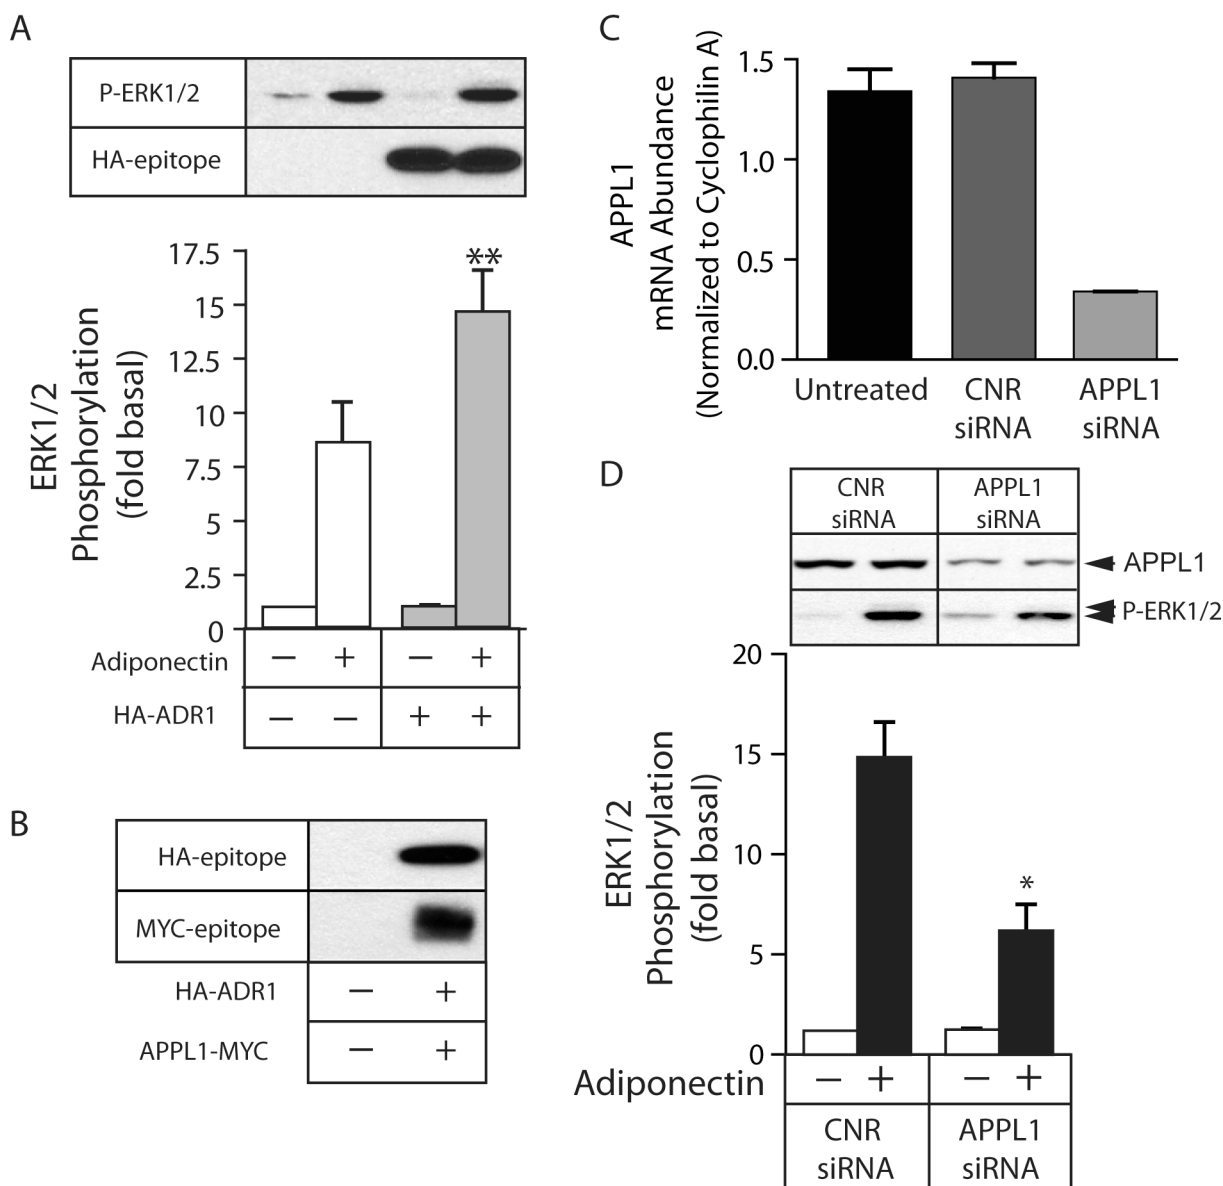 A
P-ERK1/2
HA-epitope
17.5
15
12.5
10
7.5
5
2.5
0
**
ERK1/2
Phosphorylation
(fold basal)
Adiponectin − + − +
HA-ADR1 − − + +
B
HA-epitope
MYC-epitope
HA-ADR1 − +
APPL1-MYC − +
C
APPL1
mRNA Abundance
(Normalized to Cyclophilin A)
1.5
1.0
0.5
0.0
Untreated
CNR
siRNA
APPL1
siRNA
D
CNR
siRNA
APPL1
siRNA
APPL1
P-ERK1/2
20
15
10
5
0
*
ERK1/2
Phosphorylation
(fold basal)
Adiponectin − + − +
CNR
siRNA
APPL1
siRNA